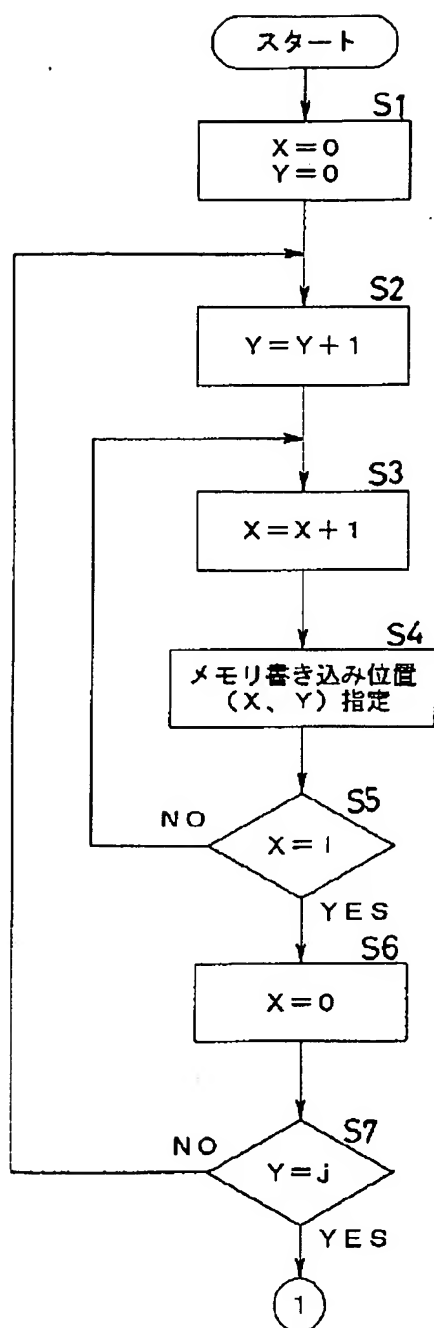 スタート
S1
X=0
Y=0
S2
Y=Y+1
S3
X=X+1
S4
メモリ書き込み位置
(X、Y)指定
S5
NO
X=i
YES
S6
X=0
S7
NO
Y=j
YES
1